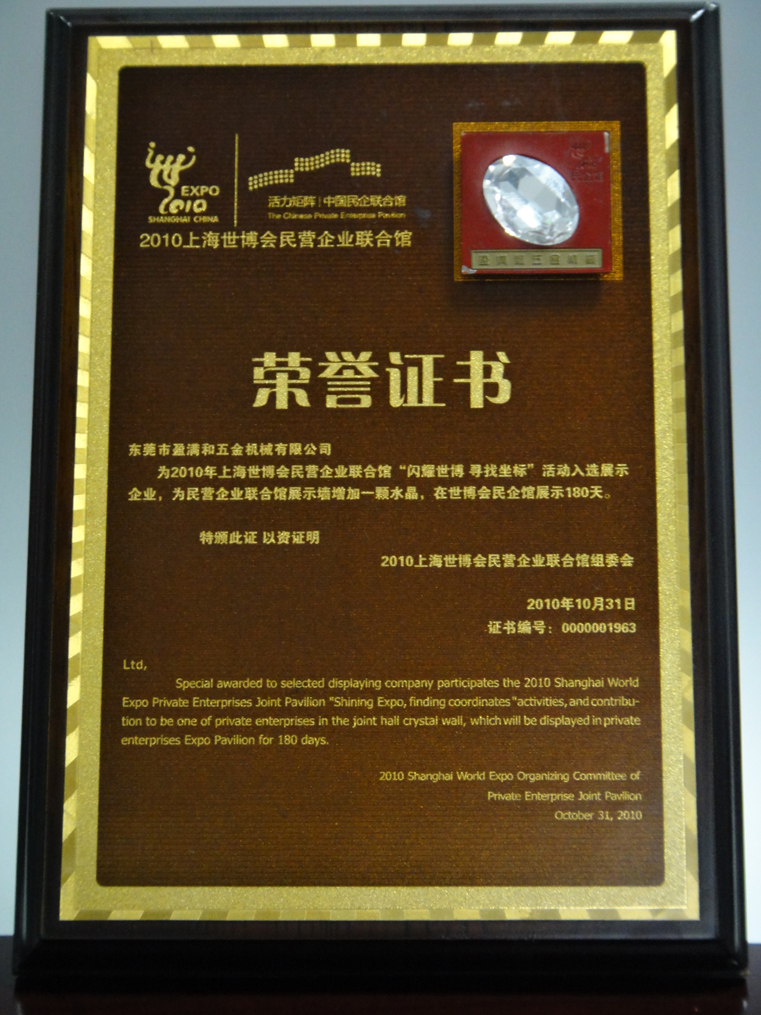 EXPO
2010
SHANGHAI CHINA
活力矩阵|中国民企联合馆
The Chinese Private Enterprise Pavilion
2010上海世博会民营企业联合馆
荣誉证书
东莞市盈满和五金机械有限公司
为2010年上海世博会民营企业联合馆“闪耀世博 寻找坐标”活动入选展示
企业，为民营企业联合馆展示墙增加一颗水晶，在世博会民企馆展示180天。
特颁此证 以资证明
2010上海世博会民营企业联合馆组委会
2010年10月31日
证书编号：0000001963
Ltd,
Special awarded to selected displaying company participates the 2010 Shanghai World
Expo Private Enterprises Joint Pavilion "Shining Expo, finding coordinates"activities, and contribu-
tion to be one of private enterprises in the joint hall crystal wall, which will be displayed in private
enterprises Expo Pavilion for 180 days.
2010 Shanghai World Expo Organizing Committee of
Private Enterprise Joint Pavilion
October 31, 2010